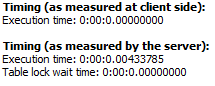 Timing (as measured at client side):
Execution time: 0:00:0.00000000
Timing (as measured by the server):
Execution time: 0:00:0.00433785
Table lock wait time: 0:00:0.00000000